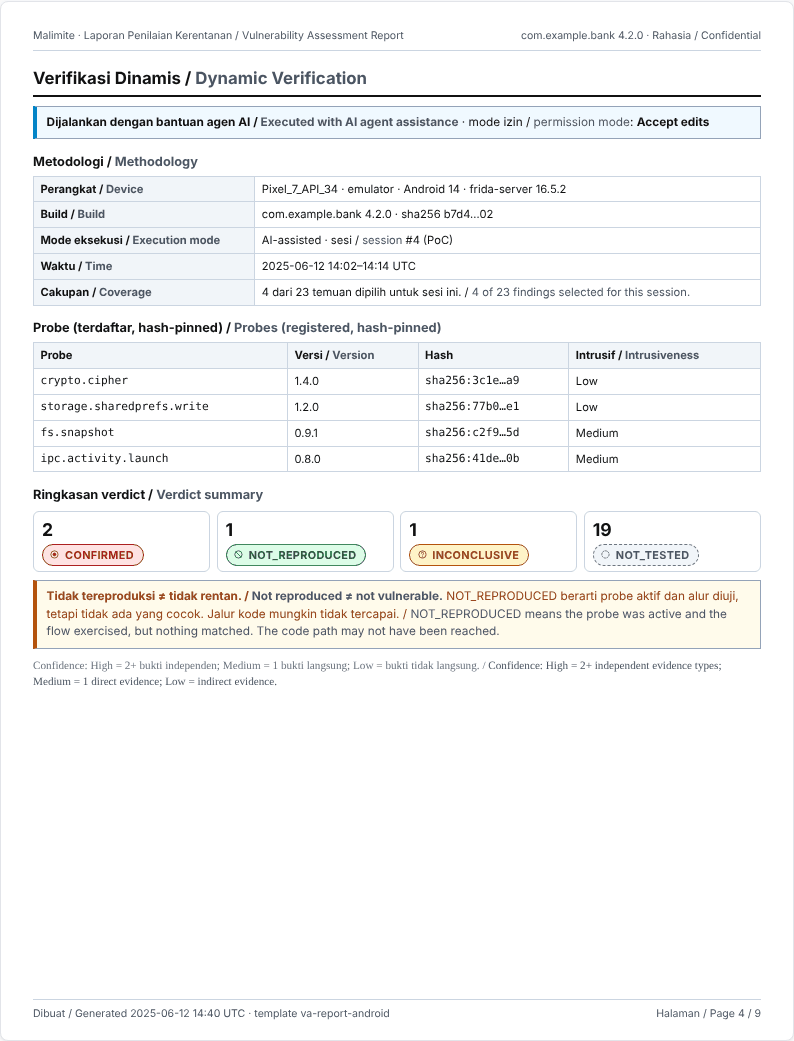 Malimite · Laporan Penilaian Kerentanan / Vulnerability Assessment Report com.example.bank 4.2.0 · Rahasia / Confidential
Verifikasi Dinamis / Dynamic Verification
Dijalankan dengan bantuan agen AI / Executed with AI agent assistance · mode izin / permission mode: Accept edits
Metodologi / Methodology
Perangkat / Device Pixel_7_API_34 · emulator · Android 14 · frida-server 16.5.2
Build / Build com.example.bank 4.2.0 · sha256 b7d4…02
Mode eksekusi / Execution mode AI-assisted · sesi / session #4 (PoC)
Waktu / Time 2025-06-12 14:02–14:14 UTC
Cakupan / Coverage 4 dari 23 temuan dipilih untuk sesi ini. / 4 of 23 findings selected for this session.
Probe (terdaftar, hash-pinned) / Probes (registered, hash-pinned)
Probe Versi / Version Hash Intrusif / Intrusiveness
crypto.cipher 1.4.0 sha256:3c1e…a9 Low
storage.sharedprefs.write 1.2.0 sha256:77b0…e1 Low
fs.snapshot 0.9.1 sha256:c2f9…5d Medium
ipc.activity.launch 0.8.0 sha256:41de…0b Medium
Ringkasan verdict / Verdict summary
2 1 1 19
CONFIRMED NOT_REPRODUCED INCONCLUSIVE NOT_TESTED
Tidak tereproduksi ≠ tidak rentan. / Not reproduced ≠ not vulnerable. NOT_REPRODUCED berarti probe aktif dan alur diuji,
tetapi tidak ada yang cocok. Jalur kode mungkin tidak tercapai. / NOT_REPRODUCED means the probe was active and the
flow exercised, but nothing matched. The code path may not have been reached.
Confidence: High = 2+ bukti independen; Medium = 1 bukti langsung; Low = bukti tidak langsung. / Confidence: High = 2+ independent evidence types;
Medium = 1 direct evidence; Low = indirect evidence.
Dibuat / Generated 2025-06-12 14:40 UTC · template va-report-android Halaman / Page 4 / 9